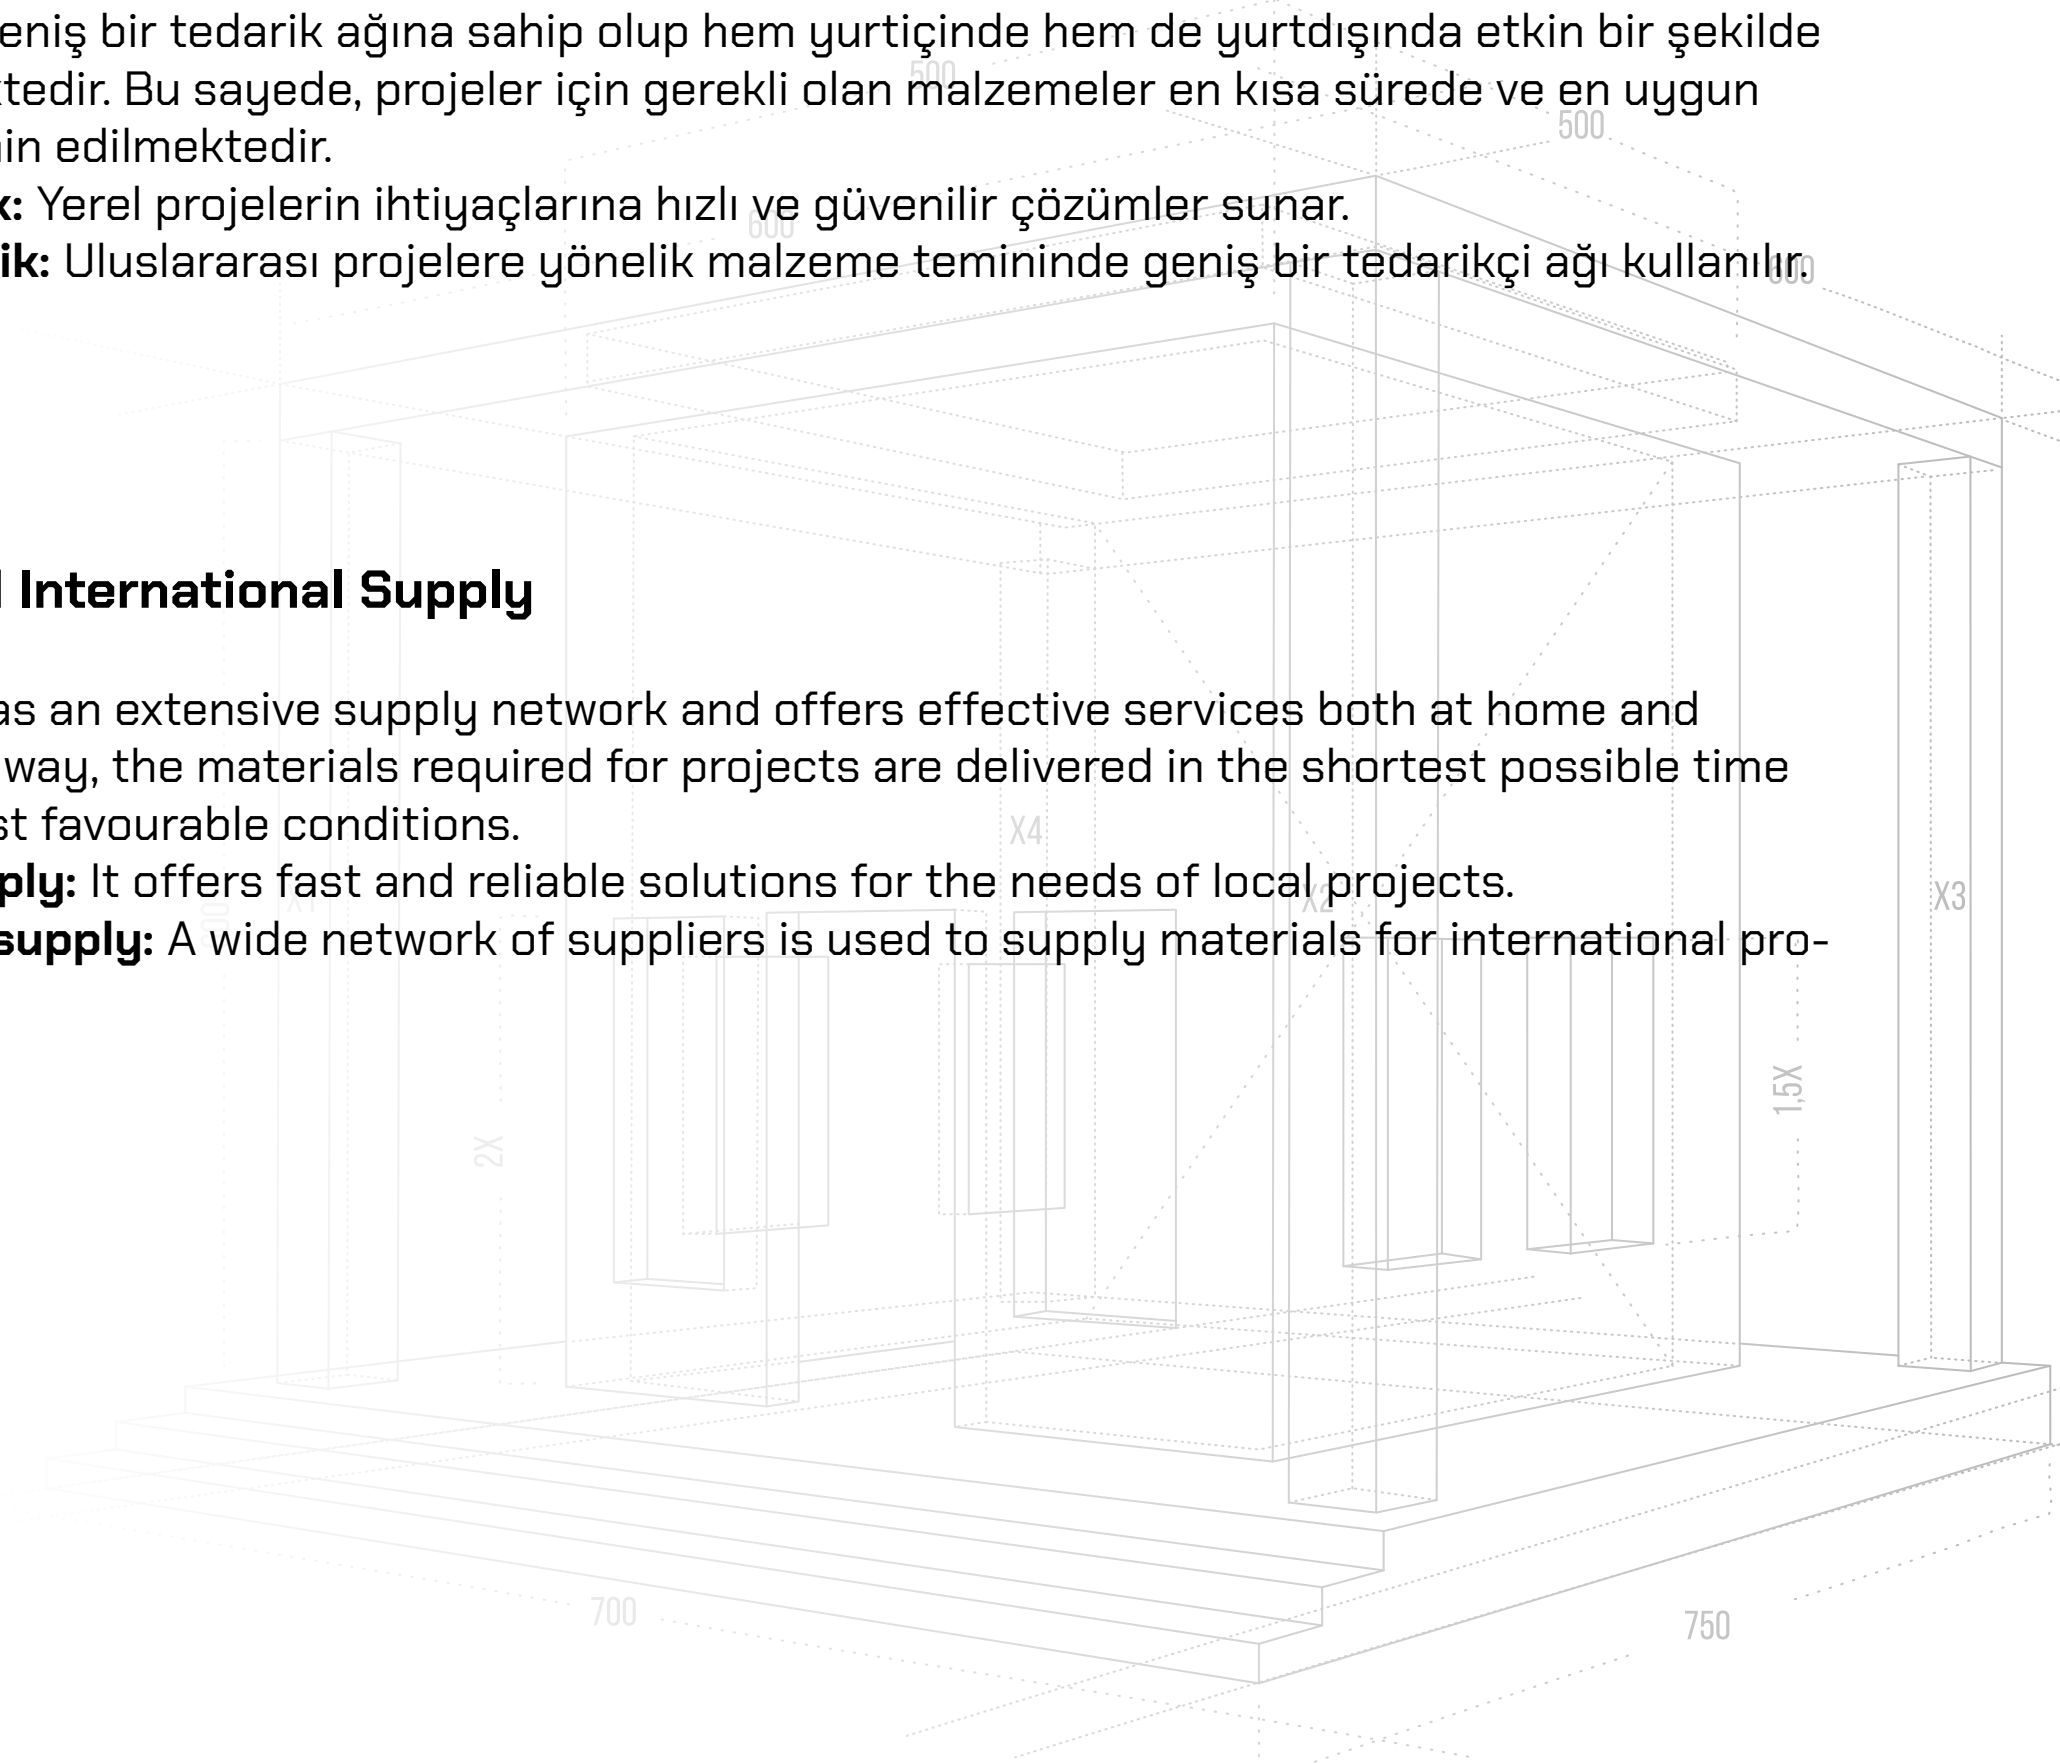 eniş bir tedarik ağına sahip olup hem yurtiçinde hem de yurtdışında etkin bir şekilde
tedir. Bu sayede, projeler için gerekli olan malzemeler en kısa sürede ve en uygun
in edilmektedir.
k: Yerel projelerin ihtiyaçlarına hızlı ve güvenilir çözümler sunar.
ik: Uluslararası projelere yönelik malzeme temininde geniş bir tedarikçi ağı kullanılır.
500
500
600
600
International Supply
as an extensive supply network and offers effective services both at home and
way, the materials required for projects are delivered in the shortest possible time
st favourable conditions.
ply: It offers fast and reliable solutions for the needs of local projects.
supply: A wide network of suppliers is used to supply materials for international pro-
X4
X1
X2
X3
2X
1,5X
700
750